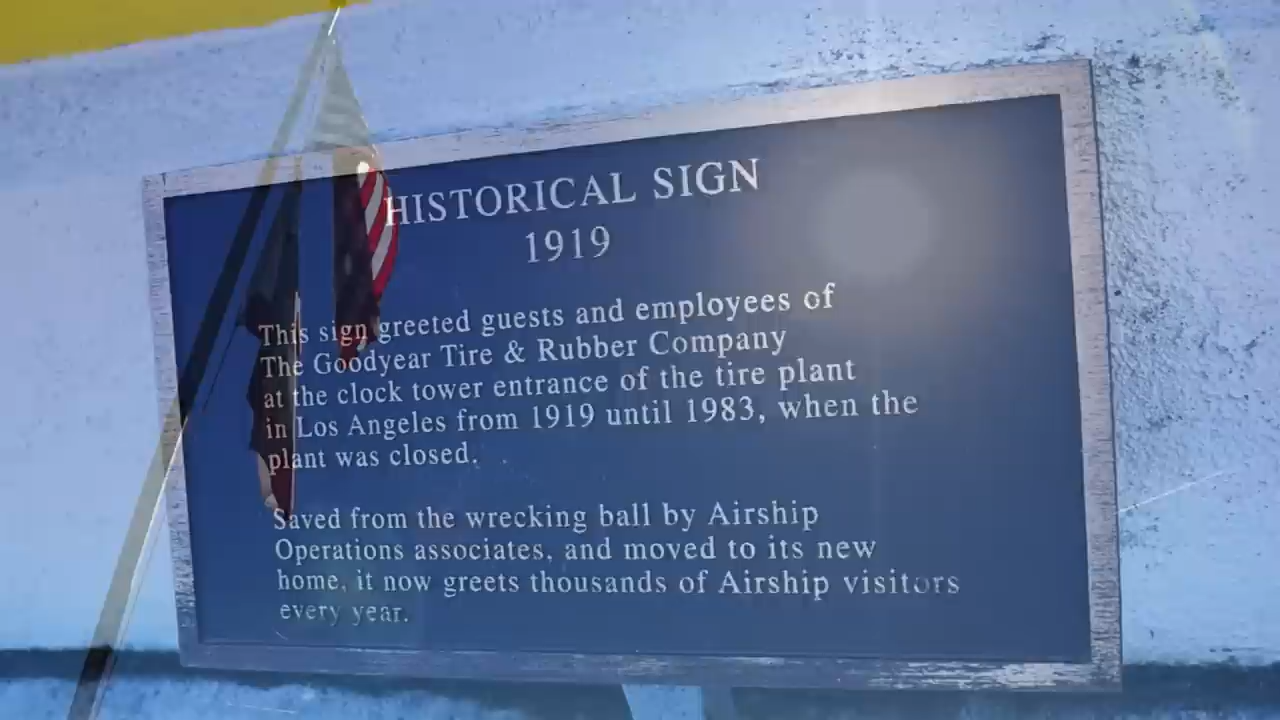 HISTORICAL SIGN
1919
This sign greeted guests and employees of
The Goodyear Tire & Rubber Company
at the clock tower entrance of the tire plant
in Los Angeles from 1919 until 1983, when the
plant was closed.
Saved from the wrecking ball by Airship
Operations associates, and moved to its new
home, it now greets thousands of Airship visitors
every year.